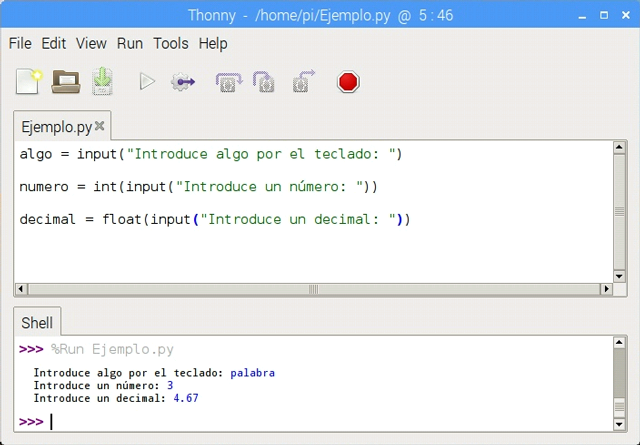 Thonny - /home/pi/Ejemplo.py @ 5 : 46
File Edit View Run Tools Help
Ejemplo.py
algo = input("Introduce algo por el teclado: ")
numero = int(input("Introduce un número: "))
decimal = float(input("Introduce un decimal: "))
Shell
>>> %Run Ejemplo.py
Introduce algo por el teclado: palabra
Introduce un número: 3
Introduce un decimal: 4.67
>>>